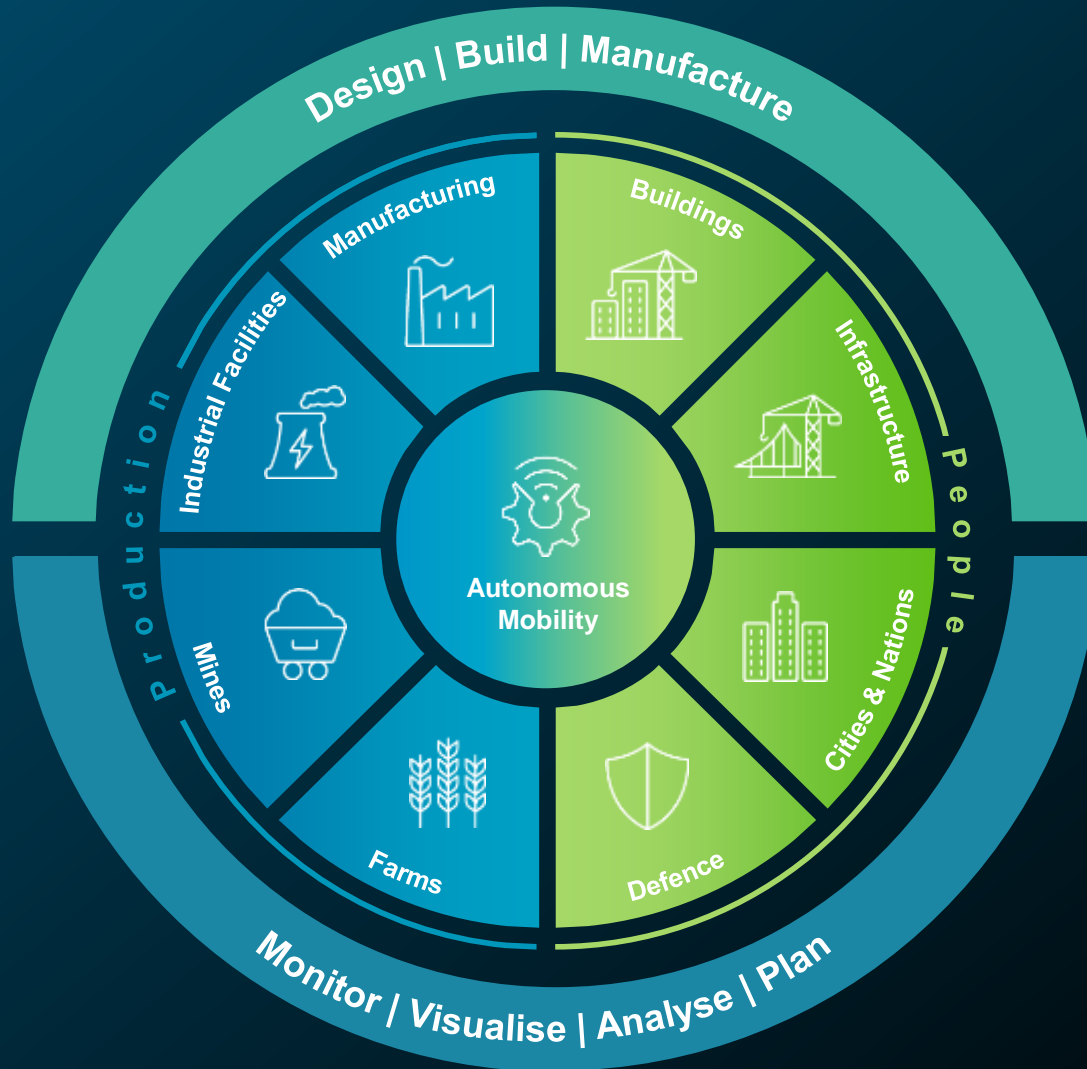 Design | Build | Manufacture
Manufacturing
Buildings
Industrial Facilities
Infrastructure
Production
People
Autonomous
Mobility
Mines
Cities & Nations
Farms
Defence
Monitor | Visualise | Analyse | Plan